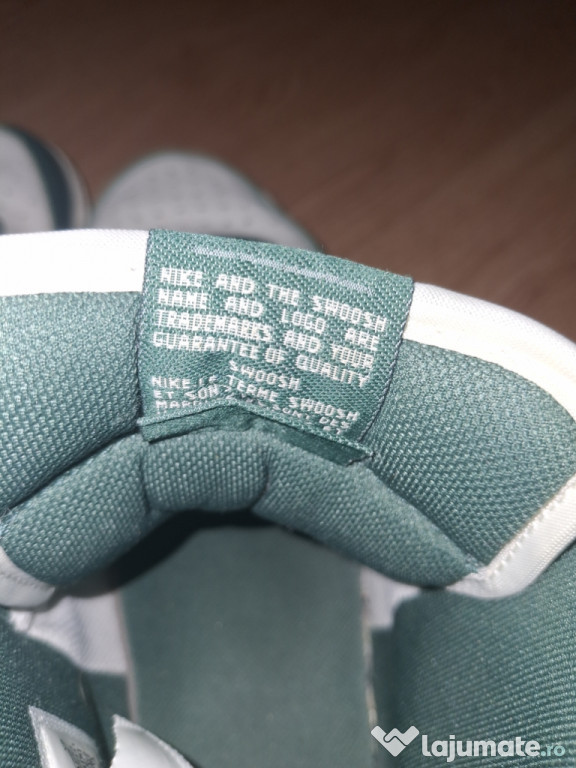 NIKE AND THE SWOOSH
NAME AND LOGO ARE
TRADEMARKS AND YOUR
GUARANTEE OF QUALITY
SWOOSH
NIKE, LE TERME SWOOSH
ET SON
lajumate.ro